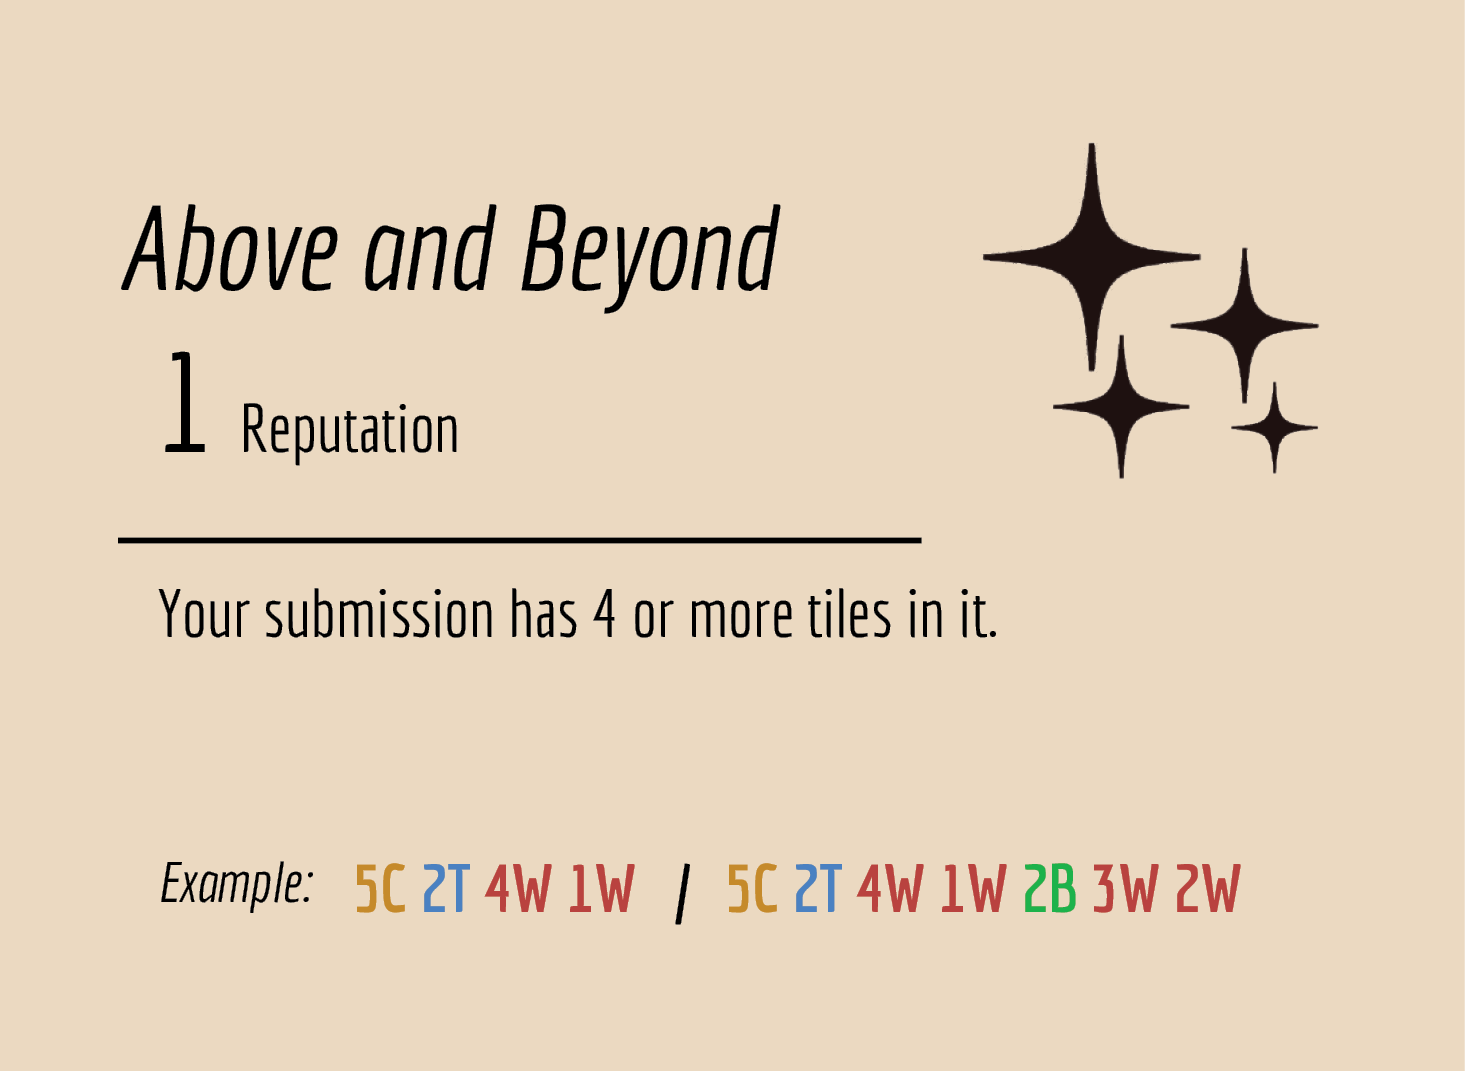 Above and Beyond
1 Reputation
Your submission has 4 or more tiles in it.
Example: 5C 2T 4W 1W / 5C 2T 4W 1W 2B 3W 2W